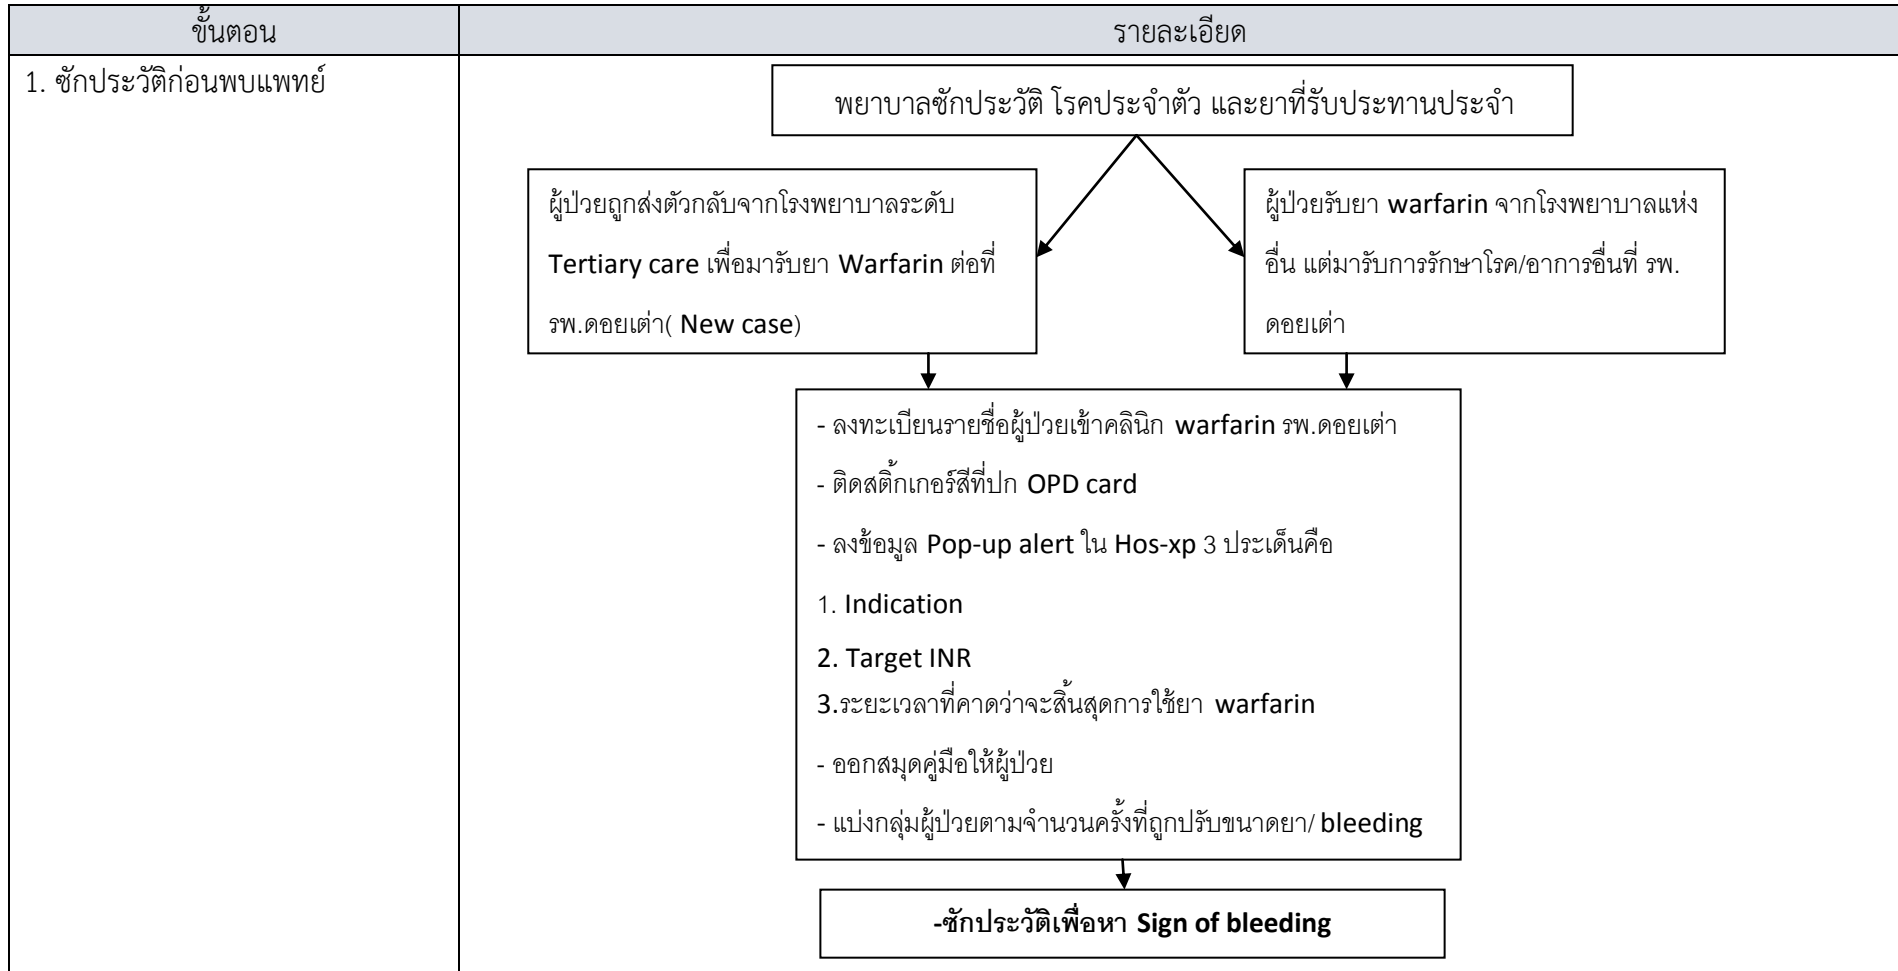 ขั้นตอน
รายละเอียด
1. ซักประวัติก่อนพบแพทย์
พยาบาลซักประวัติ โรคประจำตัว และยาที่รับประทานประจำ
ผู้ป่วยถูกส่งตัวกลับจากโรงพยาบาลระดับ
Tertiary care เพื่อมารับยา Warfarin ต่อที่
รพ.ดอยเต่า( New case)
ผู้ป่วยรับยา warfarin จากโรงพยาบาลแห่ง
อื่น แต่มารับการรักษาโรค/อาการอื่นที่ รพ.
ดอยเต่า
- ลงทะเบียนรายชื่อผู้ป่วยเข้าคลินิก warfarin รพ.ดอยเต่า
- ติดสติ้กเกอร์สีที่ปก OPD card
- ลงข้อมูล Pop-up alert ใน Hos-xp 3 ประเด็นคือ
1. Indication
2. Target INR
3.ระยะเวลาที่คาดว่าจะสิ้นสุดการใช้ยา warfarin
- ออกสมุดคู่มือให้ผู้ป่วย
- แบ่งกลุ่มผู้ป่วยตามจำนวนครั้งที่ถูกปรับขนาดยา/ bleeding
-ซักประวัติเพื่อหา Sign of bleeding